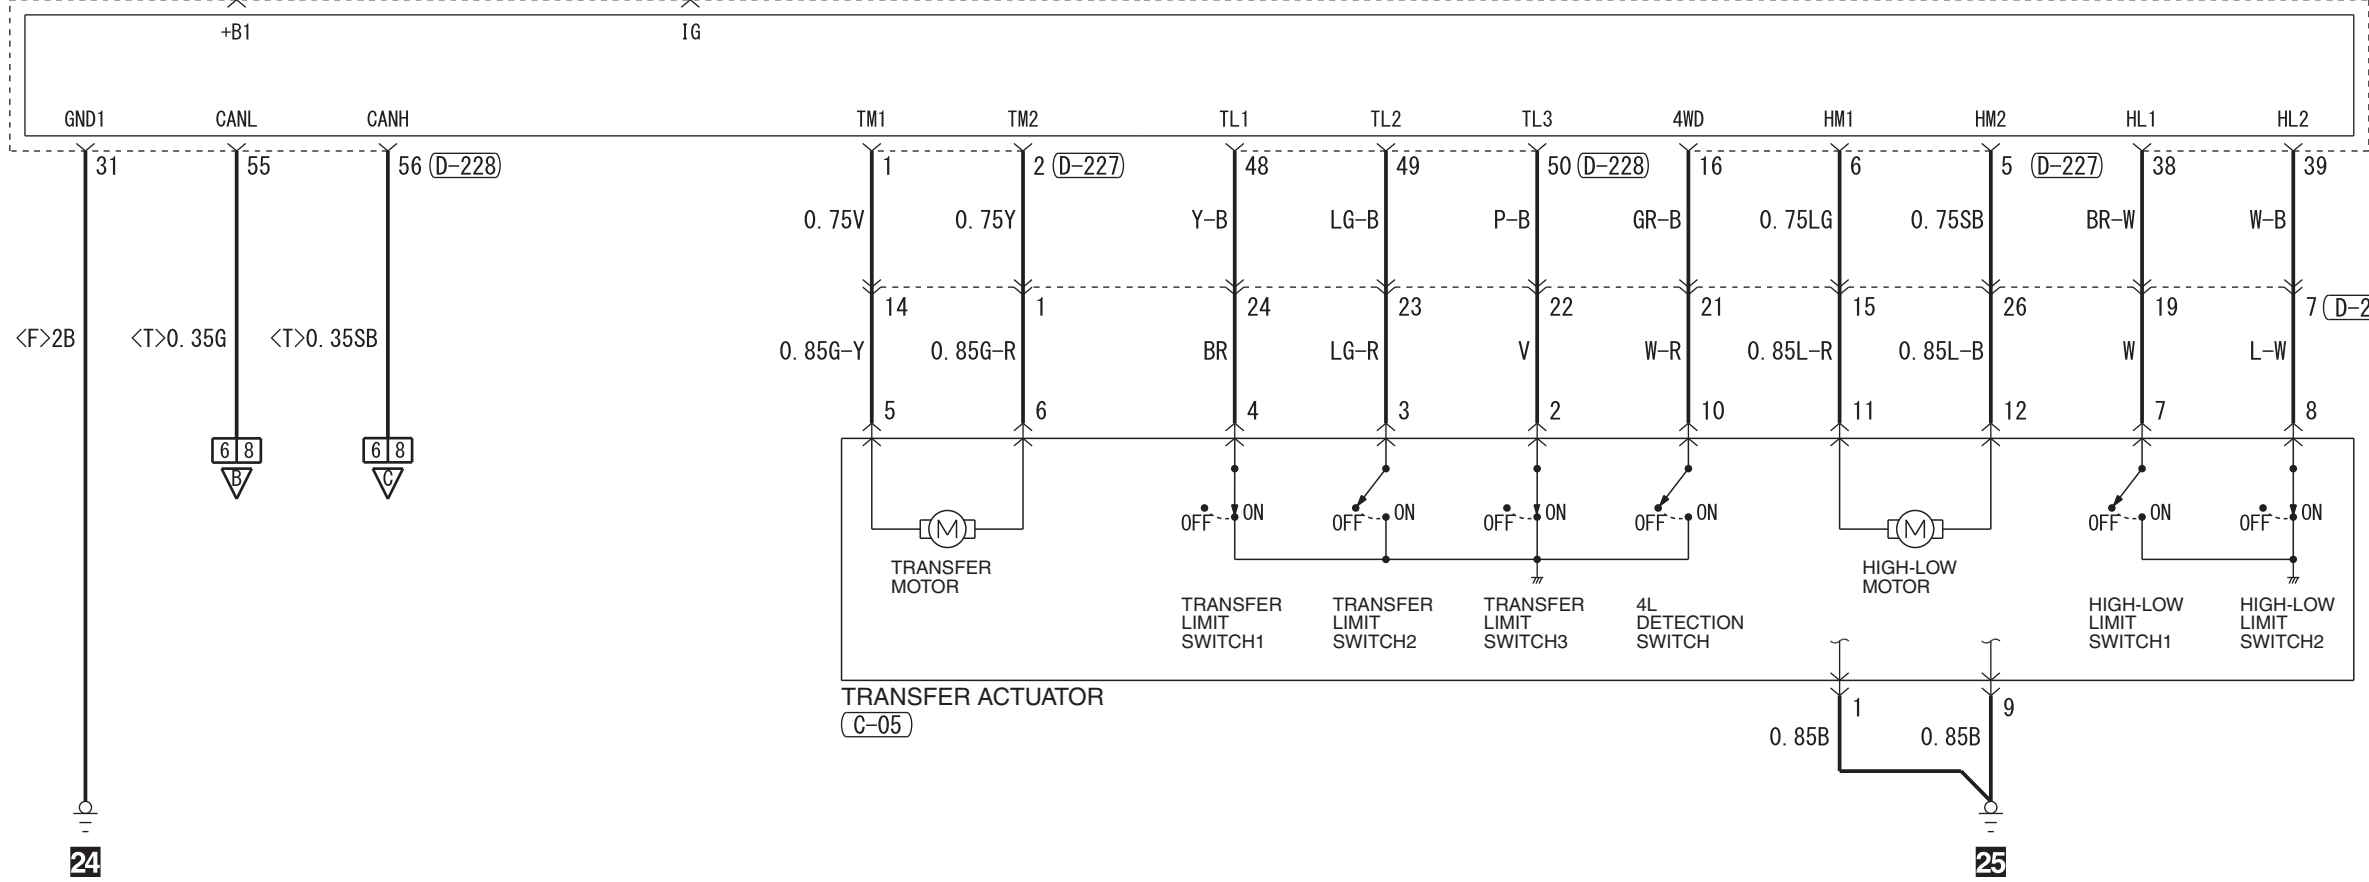 +B1 IG
GND1 CANL CANH TM1 TM2 TL1 TL2 TL3 4WD HM1 HM2 HL1 HL2
31 55 56 D-228 1 2 D-227 48 49 50 D-228 16 6 5 D-227 38 39
0.75V 0.75Y Y-B LG-B P-B GR-B 0.75LG 0.75SB BR-W W-B
14 1 24 23 22 21 15 26 19 7 D-2
<F>2B <T>0.35G <T>0.35SB
0.85G-Y 0.85G-R BR LG-R V W-R 0.85L-R 0.85L-B W L-W
5 6 4 3 2 10 11 12 7 8
6 8 6 8
B C
OFF ON OFF ON OFF ON OFF ON OFF ON OFF ON
M M
TRANSFER
MOTOR
HIGH-LOW
MOTOR
TRANSFER
LIMIT
SWITCH1
TRANSFER
LIMIT
SWITCH2
TRANSFER
LIMIT
SWITCH3
4L
DETECTION
SWITCH
HIGH-LOW
LIMIT
SWITCH1
HIGH-LOW
LIMIT
SWITCH2
TRANSFER ACTUATOR
C-05
1 9
0.85B 0.85B
24 25